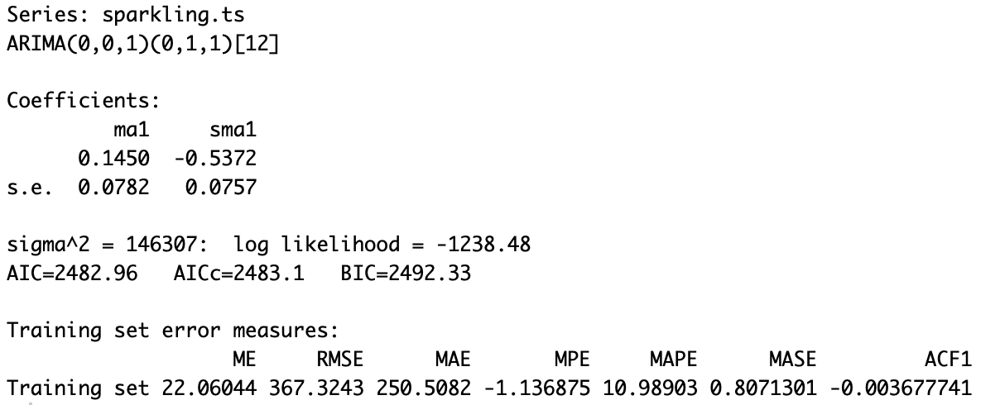 Series: sparkling.ts
ARIMA(0,0,1)(0,1,1)[12]
Coefficients:
ma1 sma1
0.1450 -0.5372
s.e. 0.0782 0.0757
sigma^2 = 146307: log likelihood = -1238.48
AIC=2482.96 AICc=2483.1 BIC=2492.33
Training set error measures:
ME RMSE MAE MPE MAPE MASE ACF1
Training set 22.06044 367.3243 250.5082 -1.136875 10.98903 0.8071301 -0.003677741